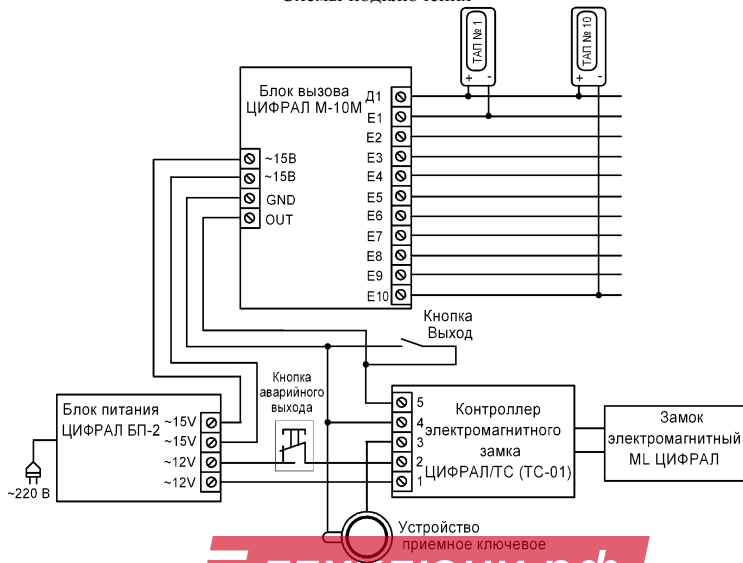 ТАП № 1
ТАП № 10
+ -
+ -
Блок вызова
ЦИФРАЛ М-10М
Д1
Е1
Е2
Е3
Е4
Е5
Е6
Е7
Е8
Е9
Е10
~15В
~15В
GND
OUT
Кнопка
Выход
Кнопка
аварийного
выхода
Блок питания
ЦИФРАЛ БП-2
~15V
~15V
~12V
~12V
~220 В
5
4
3
2
1
Контроллер
электромагнитного
замка
ЦИФРАЛ/ТС (ТС-01)
Замок
электромагнитный
ML ЦИФРАЛ
Устройство
приемное ключевое